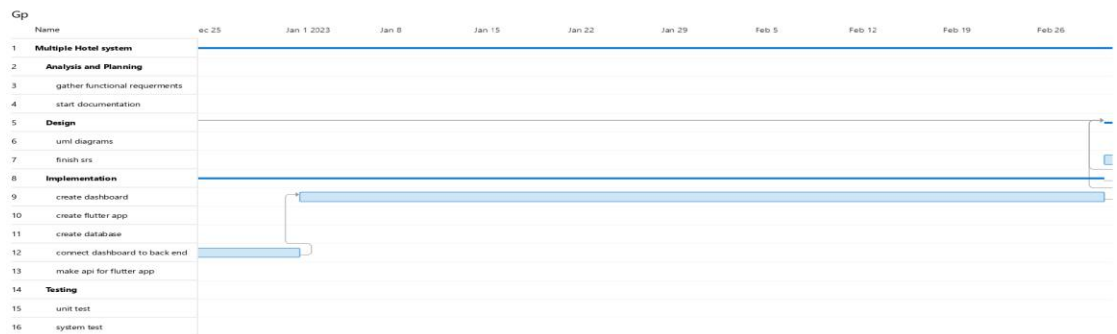 Gp
Name ec 25 Jan 1 2023 Jan 8 Jan 15 Jan 22 Jan 29 Feb 5 Feb 12 Feb 19 Feb 26
1 Multiple Hotel system
2 Analysis and Planning
3 gather functional requerments
4 start documentation
5 Design
6 uml diagrams
7 finish srs
8 Implementation
9 create dashboard
10 create flutter app
11 create database
12 connect dashboard to back end
13 make api for flutter app
14 Testing
15 unit test
16 system test